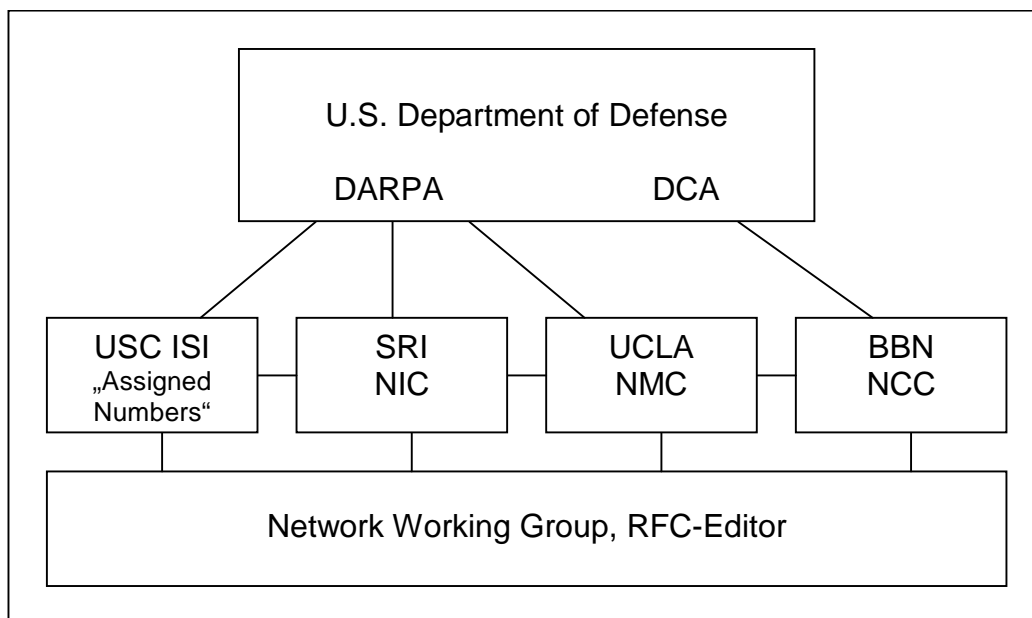 U.S. Department of Defense
DARPA DCA
USC ISI
„Assigned
Numbers“
SRI
NIC
UCLA
NMC
BBN
NCC
Network Working Group, RFC-Editor